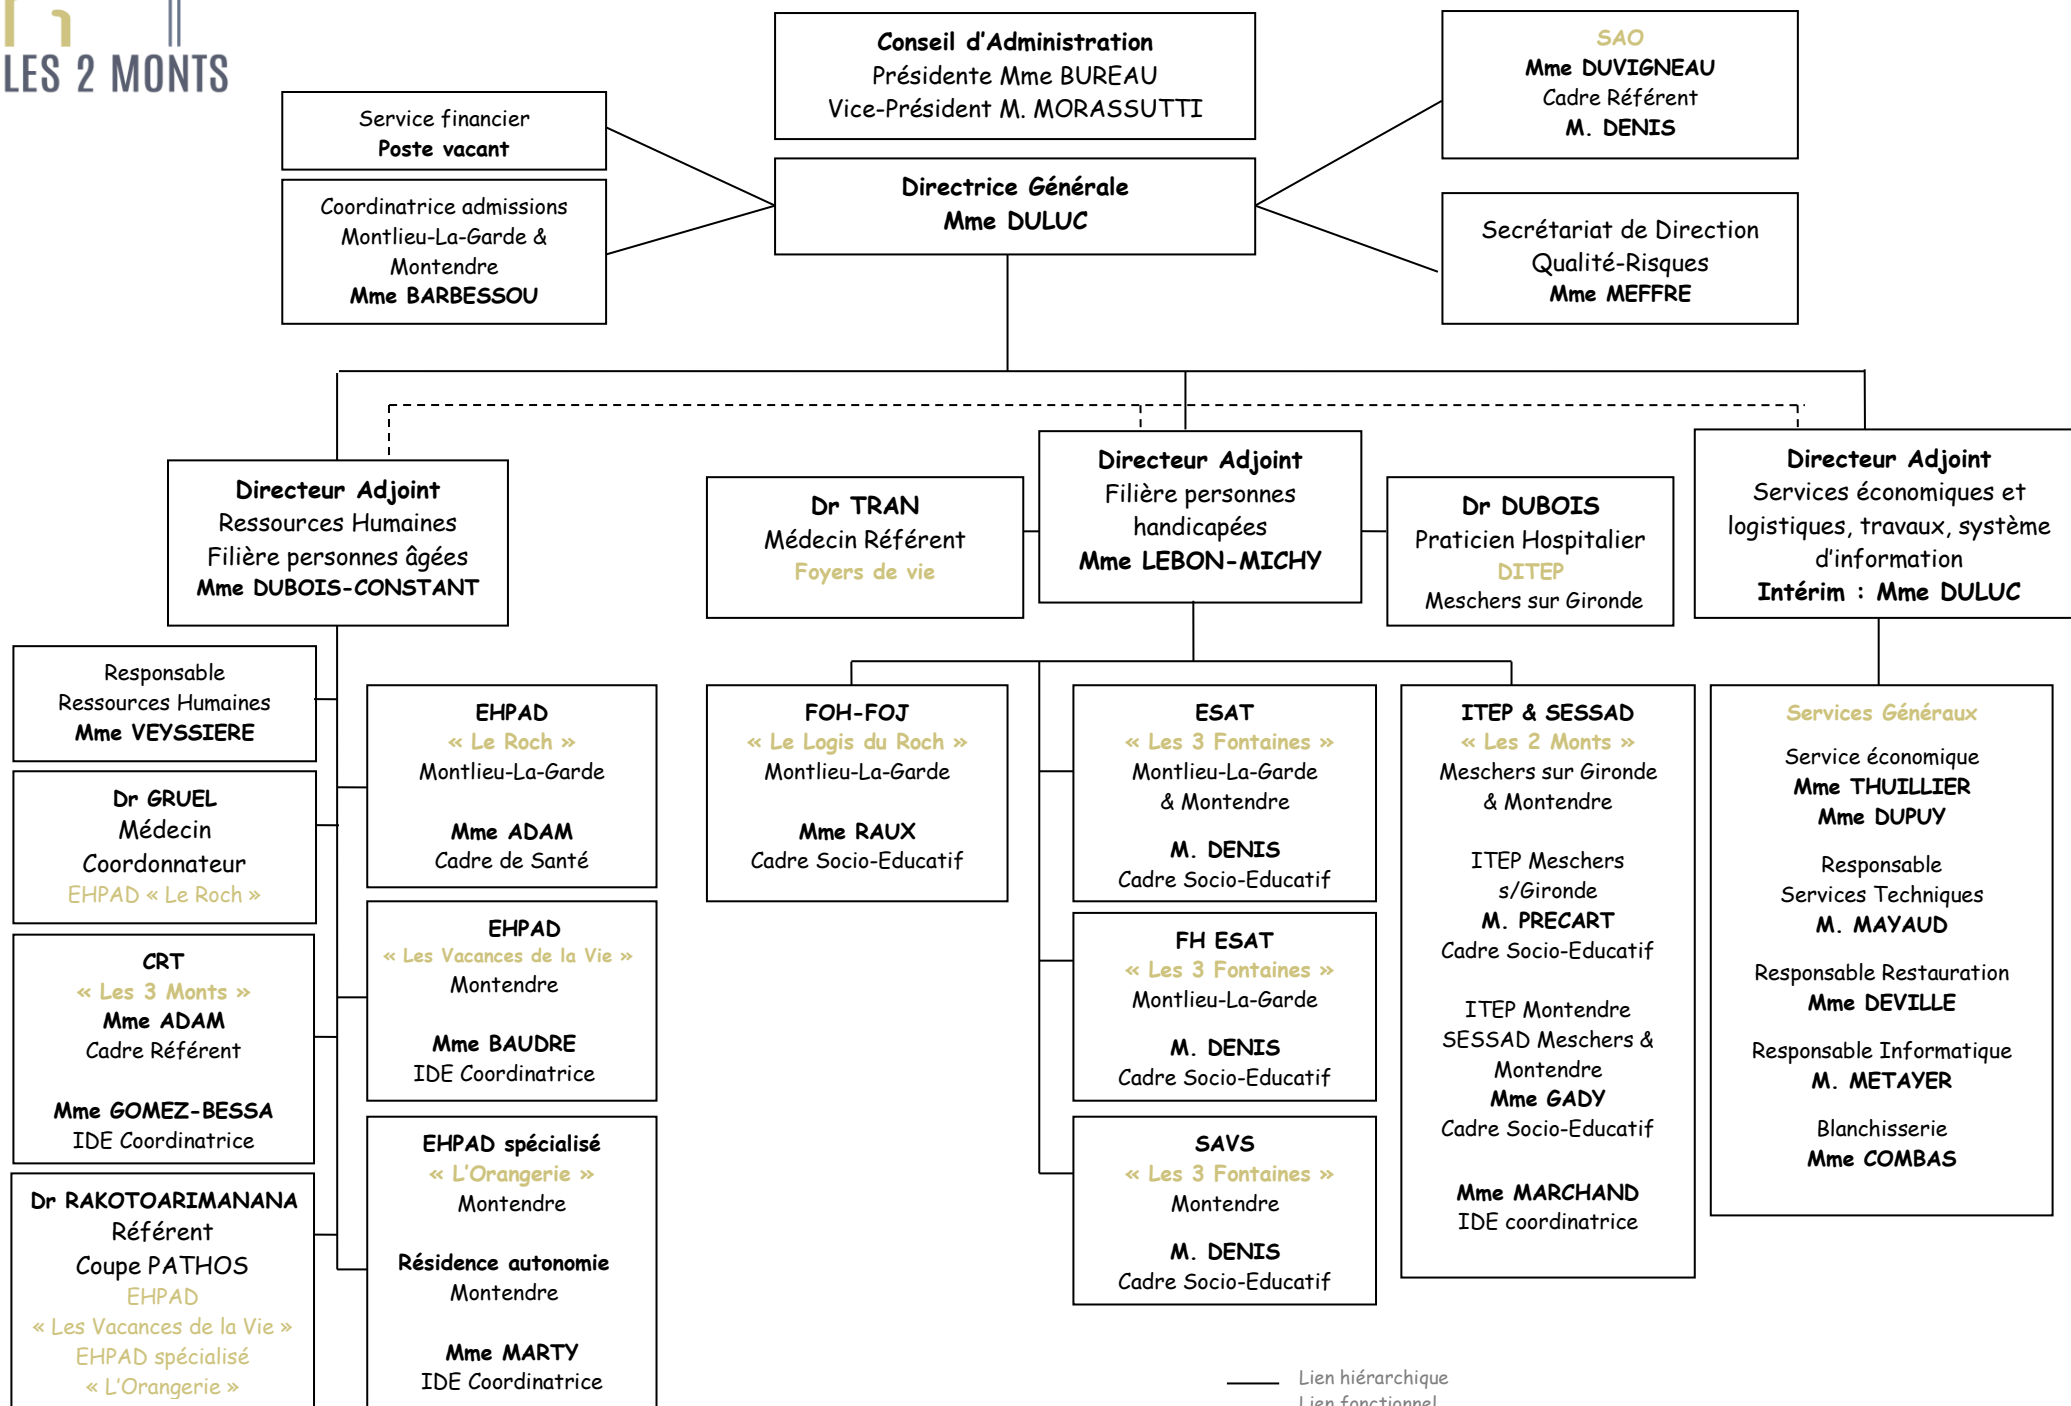 LES 2 MONTS
Conseil d'Administration
Présidente Mme BUREAU
Vice-Président M. MORASSUTTI
SAO
Mme DUVIGNEAU
Cadre Référent
M. DENIS
Service financier
Poste vacant
Directrice Générale
Mme DULUC
Coordinatrice admissions
Montlieu-La-Garde &
Montendre
Mme BARBESSOU
Secrétariat de Direction
Qualité-Risques
Mme MEFFRE
Directeur Adjoint
Ressources Humaines
Filière personnes âgées
Mme DUBOIS-CONSTANT
Dr TRAN
Médecin Référent
Foyers de vie
Directeur Adjoint
Filière personnes
handicapées
Mme LEBON-MICHY
Dr DUBOIS
Praticien Hospitalier
DITEP
Meschers sur Gironde
Directeur Adjoint
Services économiques et
logistiques, travaux, système
d'information
Intérim : Mme DULUC
Responsable
Ressources Humaines
Mme VEYSSIERE
Dr GRUEL
Médecin
Coordonnateur
EHPAD « Le Roch »
CRT
« Les 3 Monts »
Mme ADAM
Cadre Référent
Mme GOMEZ-BESSA
IDE Coordinatrice
Dr RAKOTOARIMANANA
Référent
Coupe PATHOS
EHPAD
« Les Vacances de la Vie »
EHPAD spécialisé
« L'Orangerie »
EHPAD
« Le Roch »
Montlieu-La-Garde
Mme ADAM
Cadre de Santé
EHPAD
« Les Vacances de la Vie »
Montendre
Mme BAUDRE
IDE Coordinatrice
EHPAD spécialisé
« L'Orangerie »
Montendre
Résidence autonomie
Montendre
Mme MARTY
IDE Coordinatrice
FOH-FOJ
« Le Logis du Roch »
Montlieu-La-Garde
Mme RAUX
Cadre Socio-Educatif
ESAT
« Les 3 Fontaines »
Montlieu-La-Garde
& Montendre
M. DENIS
Cadre Socio-Educatif
FH ESAT
« Les 3 Fontaines »
Montlieu-La-Garde
M. DENIS
Cadre Socio-Educatif
SAVS
« Les 3 Fontaines »
Montendre
M. DENIS
Cadre Socio-Educatif
ITEP & SESSAD
« Les 2 Monts »
Meschers sur Gironde
& Montendre
ITEP Meschers
s/Gironde
M. PRECART
Cadre Socio-Educatif
ITEP Montendre
SESSAD Meschers &
Montendre
Mme GADY
Cadre Socio-Educatif
Mme MARCHAND
IDE coordinatrice
Services Généraux
Service économique
Mme THUILLIER
Mme DUPUY
Responsable
Services Techniques
M. MAYAUD
Responsable Restauration
Mme DEVILLE
Responsable Informatique
M. METAYER
Blanchisserie
Mme COMBAS
Lien hiérarchique
Lien fonctionnel